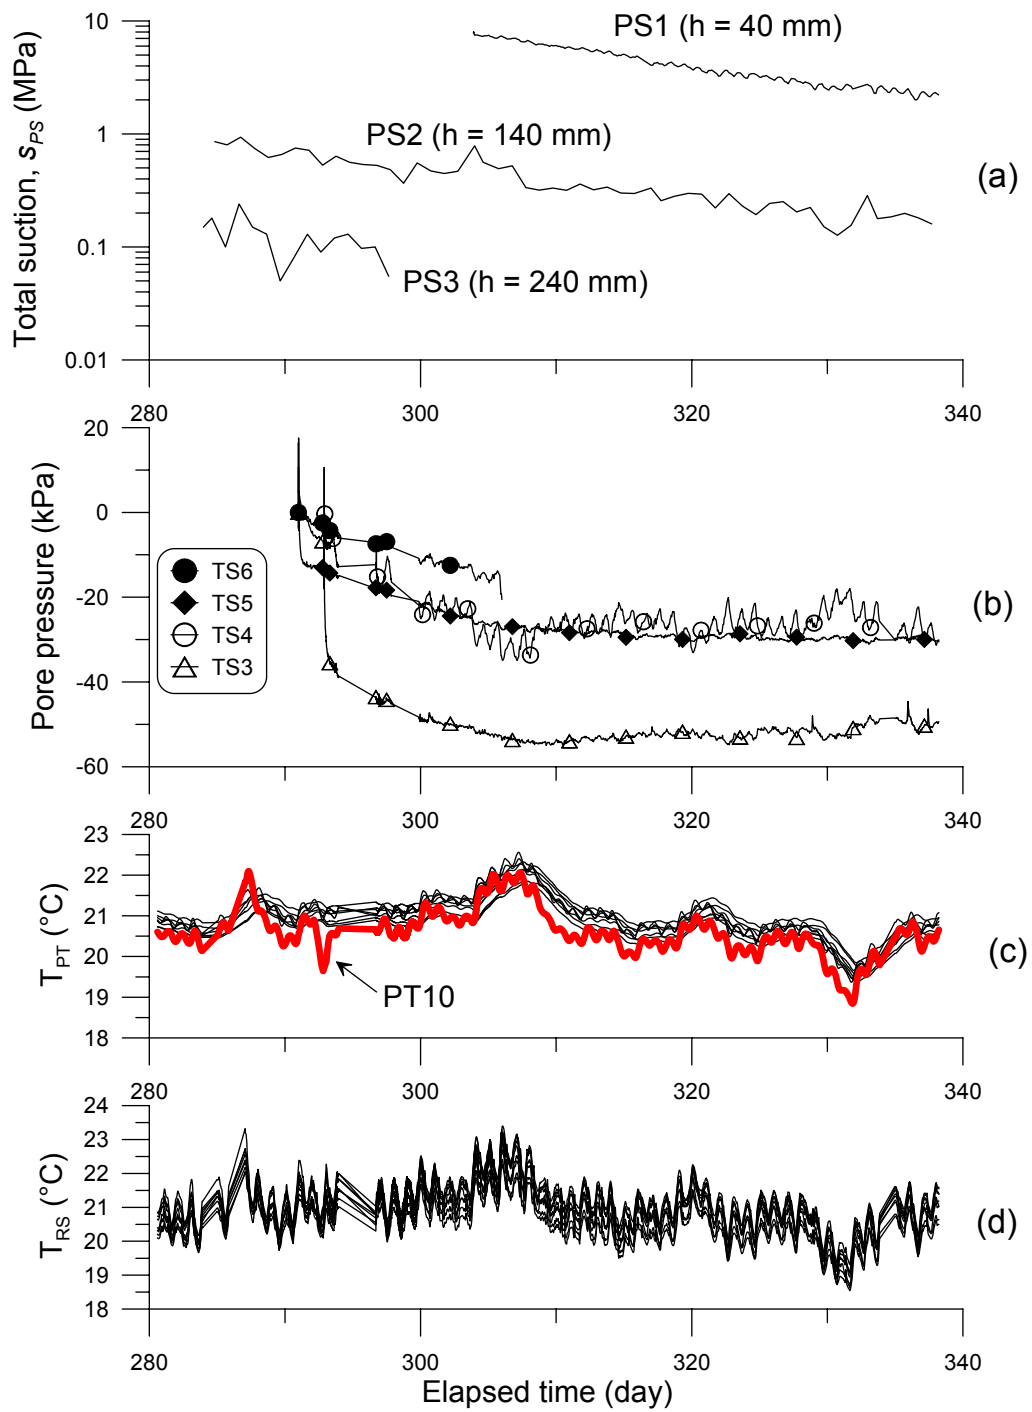 Total suction, sPS (MPa)
10
1
0.1
0.01
PS1 (h = 40 mm)
PS2 (h = 140 mm)
PS3 (h = 240 mm)
(a)
280 300 320 340
Pore pressure (kPa)
20
0
-20
-40
-60
TS6
TS5
TS4
TS3
(b)
280 300 320 340
TPT (°C)
23
22
21
20
19
18
PT10
(c)
280 300 320 340
TRS (°C)
24
23
22
21
20
19
18
(d)
280 300 320 340
Elapsed time (day)